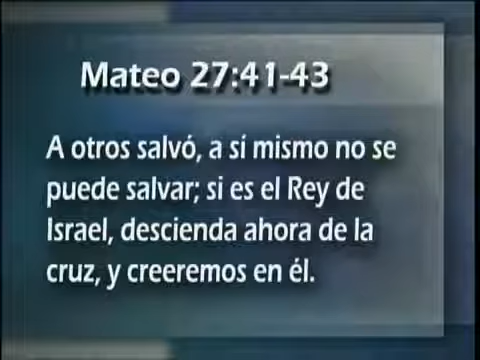 Mateo 27:41-43
A otros salvó, a sí mismo no se
puede salvar; si es el Rey de
Israel, descienda ahora de la
cruz, y creeremos en él.